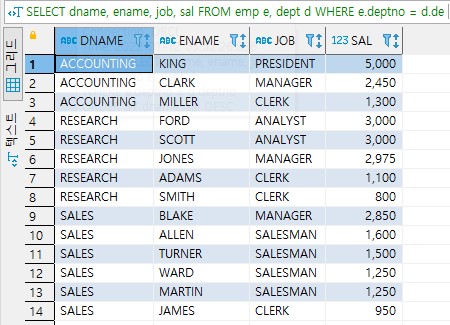 SELECT dname, ename, job, sal FROM emp e, dept d WHERE e.deptno = d.de
그리드
텍스트
ABC DNAME ABC ENAME ABC JOB 123 SAL
1 ACCOUNTING KING PRESIDENT 5,000
2 ACCOUNTING CLARK MANAGER 2,450
3 ACCOUNTING MILLER CLERK 1,300
4 RESEARCH FORD ANALYST 3,000
5 RESEARCH SCOTT ANALYST 3,000
6 RESEARCH JONES MANAGER 2,975
7 RESEARCH ADAMS CLERK 1,100
8 RESEARCH SMITH CLERK 800
9 SALES BLAKE MANAGER 2,850
10 SALES ALLEN SALESMAN 1,600
11 SALES TURNER SALESMAN 1,500
12 SALES WARD SALESMAN 1,250
13 SALES MARTIN SALESMAN 1,250
14 SALES JAMES CLERK 950